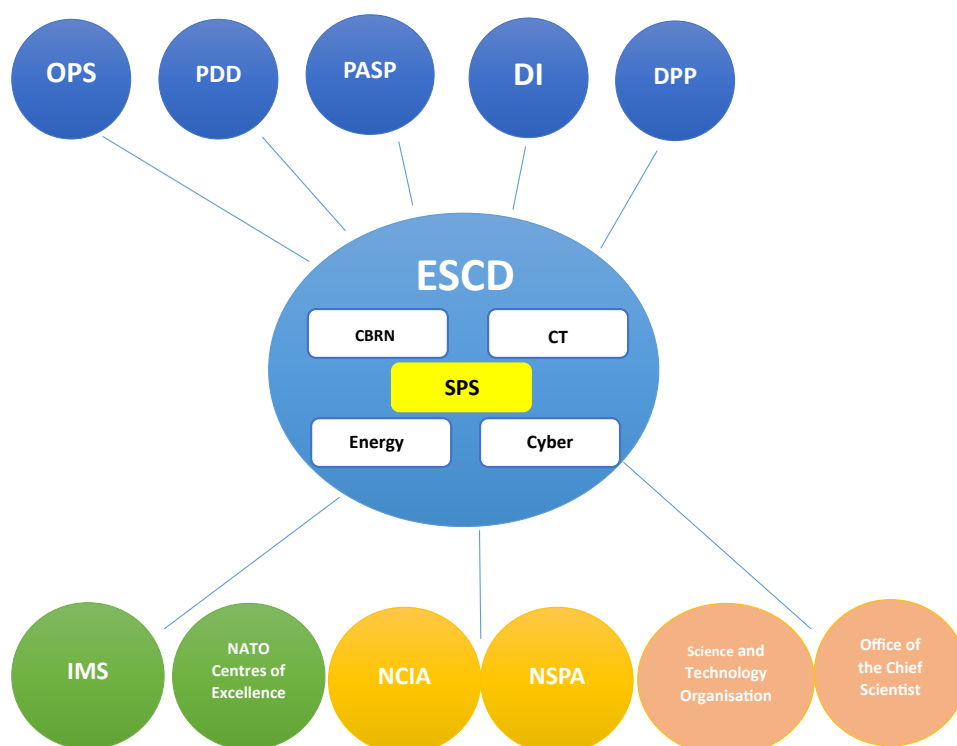 OPS
PDD
PASP
DI
DPP
ESCD
CBRN
CT
SPS
Energy
Cyber
IMS
NATO
Centres of
Excellence
NCIA
NSPA
Science and
Technology
Organisation
Office of
the Chief
Scientist